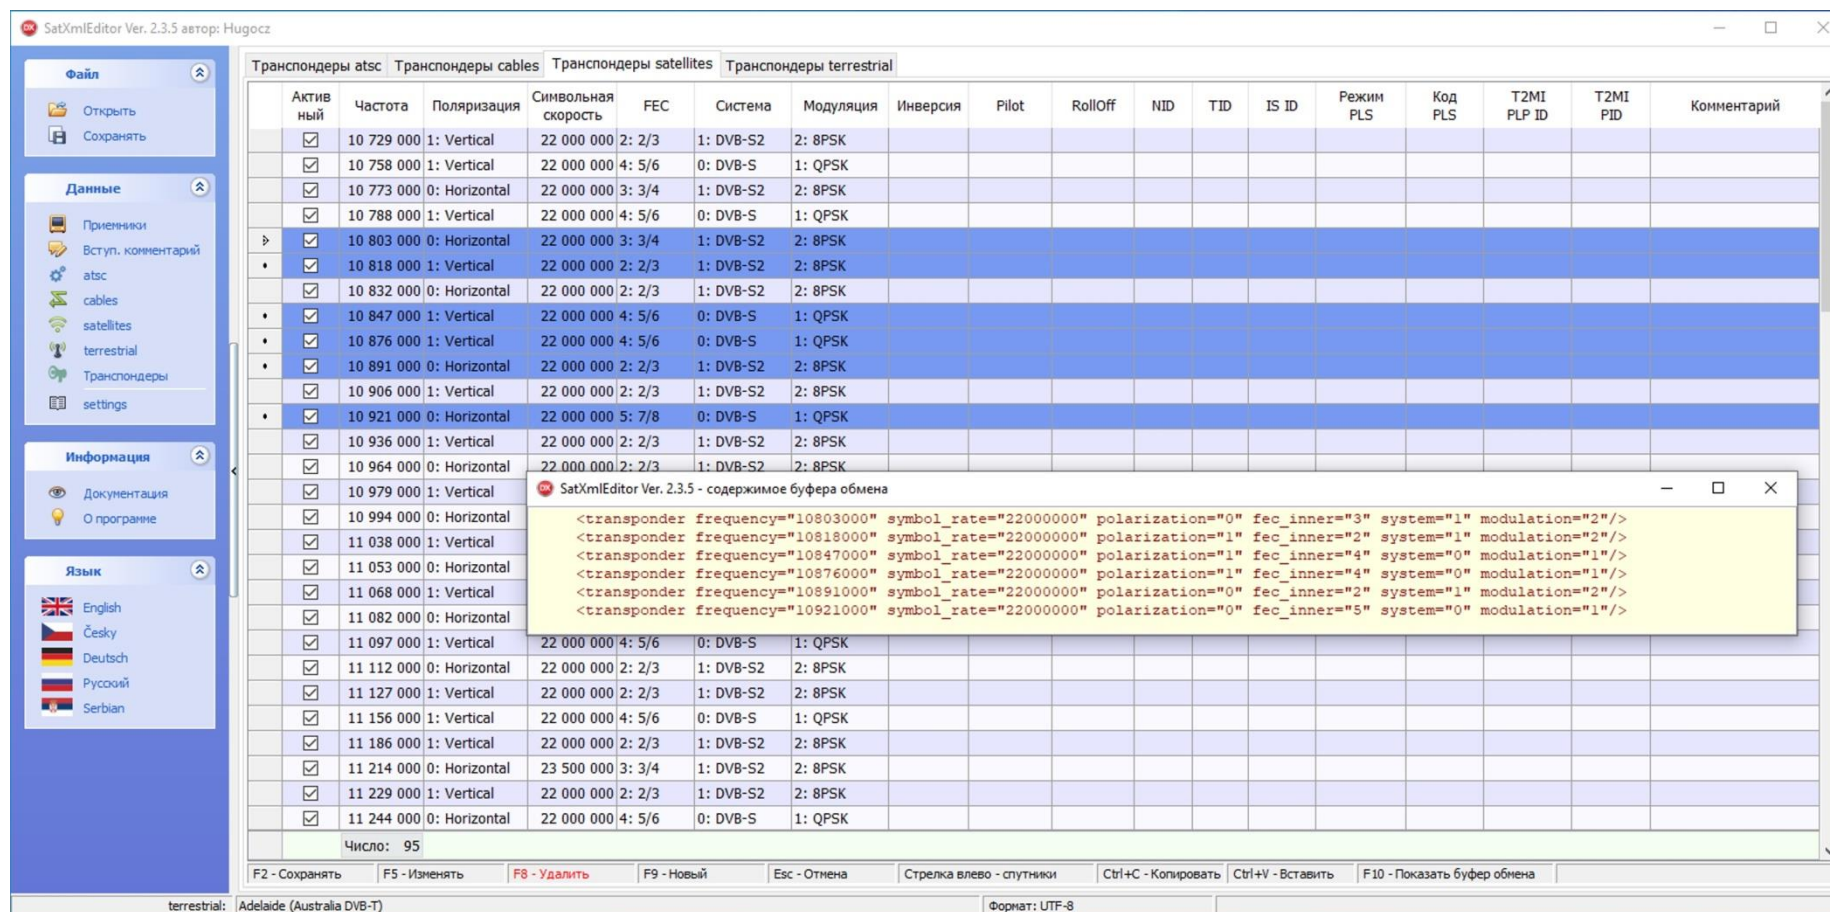 SatXmlEditor Ver. 2.3.5 автор: Hugocz
Файл
Открыть
Сохранять
Данные
Приемники
Вступ. комментарий
atsc
cables
satellites
terrestrial
Транспондеры
settings
Информация
Документация
О программе
Язык
English
Česky
Deutsch
Русский
Serbian
Транспондеры atsc Транспондеры cables Транспондеры satellites Транспондеры terrestrial
Актив ный Частота Поляризация Символьная скорость FEC Система Модуляция Инверсия Pilot RollOff NID TID IS ID Режим PLS Код PLS T2MI PLP ID T2MI PID Комментарий
10 729 000 1: Vertical 22 000 000 2: 2/3 1: DVB-S2 2: 8PSK
10 758 000 1: Vertical 22 000 000 4: 5/6 0: DVB-S 1: QPSK
10 773 000 0: Horizontal 22 000 000 3: 3/4 1: DVB-S2 2: 8PSK
10 788 000 1: Vertical 22 000 000 4: 5/6 0: DVB-S 1: QPSK
10 803 000 0: Horizontal 22 000 000 3: 3/4 1: DVB-S2 2: 8PSK
10 818 000 1: Vertical 22 000 000 2: 2/3 1: DVB-S2 2: 8PSK
10 832 000 0: Horizontal 22 000 000 2: 2/3 1: DVB-S2 2: 8PSK
10 847 000 1: Vertical 22 000 000 4: 5/6 0: DVB-S 1: QPSK
10 876 000 1: Vertical 22 000 000 4: 5/6 0: DVB-S 1: QPSK
10 891 000 0: Horizontal 22 000 000 2: 2/3 1: DVB-S2 2: 8PSK
10 906 000 1: Vertical 22 000 000 2: 2/3 1: DVB-S2 2: 8PSK
10 921 000 0: Horizontal 22 000 000 5: 7/8 0: DVB-S 1: QPSK
10 936 000 1: Vertical 22 000 000 2: 2/3 1: DVB-S2 2: 8PSK
10 964 000 0: Horizontal 22 000 000 2: 2/3 1: DVB-S2 2: 8PSK
10 979 000 1: Vertical
10 994 000 0: Horizontal
11 038 000 1: Vertical
11 053 000 0: Horizontal
11 068 000 1: Vertical
11 082 000 0: Horizontal
SatXmlEditor Ver. 2.3.5 - содержимое буфера обмена
<transponder frequency="10803000" symbol_rate="22000000" polarization="0" fec_inner="3" system="1" modulation="2"/>
<transponder frequency="10818000" symbol_rate="22000000" polarization="1" fec_inner="2" system="1" modulation="2"/>
<transponder frequency="10847000" symbol_rate="22000000" polarization="1" fec_inner="4" system="0" modulation="1"/>
<transponder frequency="10876000" symbol_rate="22000000" polarization="1" fec_inner="4" system="0" modulation="1"/>
<transponder frequency="10891000" symbol_rate="22000000" polarization="0" fec_inner="2" system="1" modulation="2"/>
<transponder frequency="10921000" symbol_rate="22000000" polarization="0" fec_inner="5" system="0" modulation="1"/>
11 097 000 1: Vertical 22 000 000 4: 5/6 0: DVB-S 1: QPSK
11 112 000 0: Horizontal 22 000 000 2: 2/3 1: DVB-S2 2: 8PSK
11 127 000 1: Vertical 22 000 000 2: 2/3 1: DVB-S2 2: 8PSK
11 156 000 1: Vertical 22 000 000 4: 5/6 0: DVB-S 1: QPSK
11 186 000 1: Vertical 22 000 000 2: 2/3 1: DVB-S2 2: 8PSK
11 214 000 0: Horizontal 23 500 000 3: 3/4 1: DVB-S2 2: 8PSK
11 229 000 1: Vertical 22 000 000 2: 2/3 1: DVB-S2 2: 8PSK
11 244 000 0: Horizontal 22 000 000 4: 5/6 0: DVB-S 1: QPSK
Число: 95
F2 - Сохранять F5 - Изменять F8 - Удалить F9 - Новый Esc - Отмена Стрелка влево - спутники Ctrl+C - Копировать Ctrl+V - Вставить F10 - Показать буфер обмена
terrestrial: Adelaide (Australia DVB-T) Формат: UTF-8